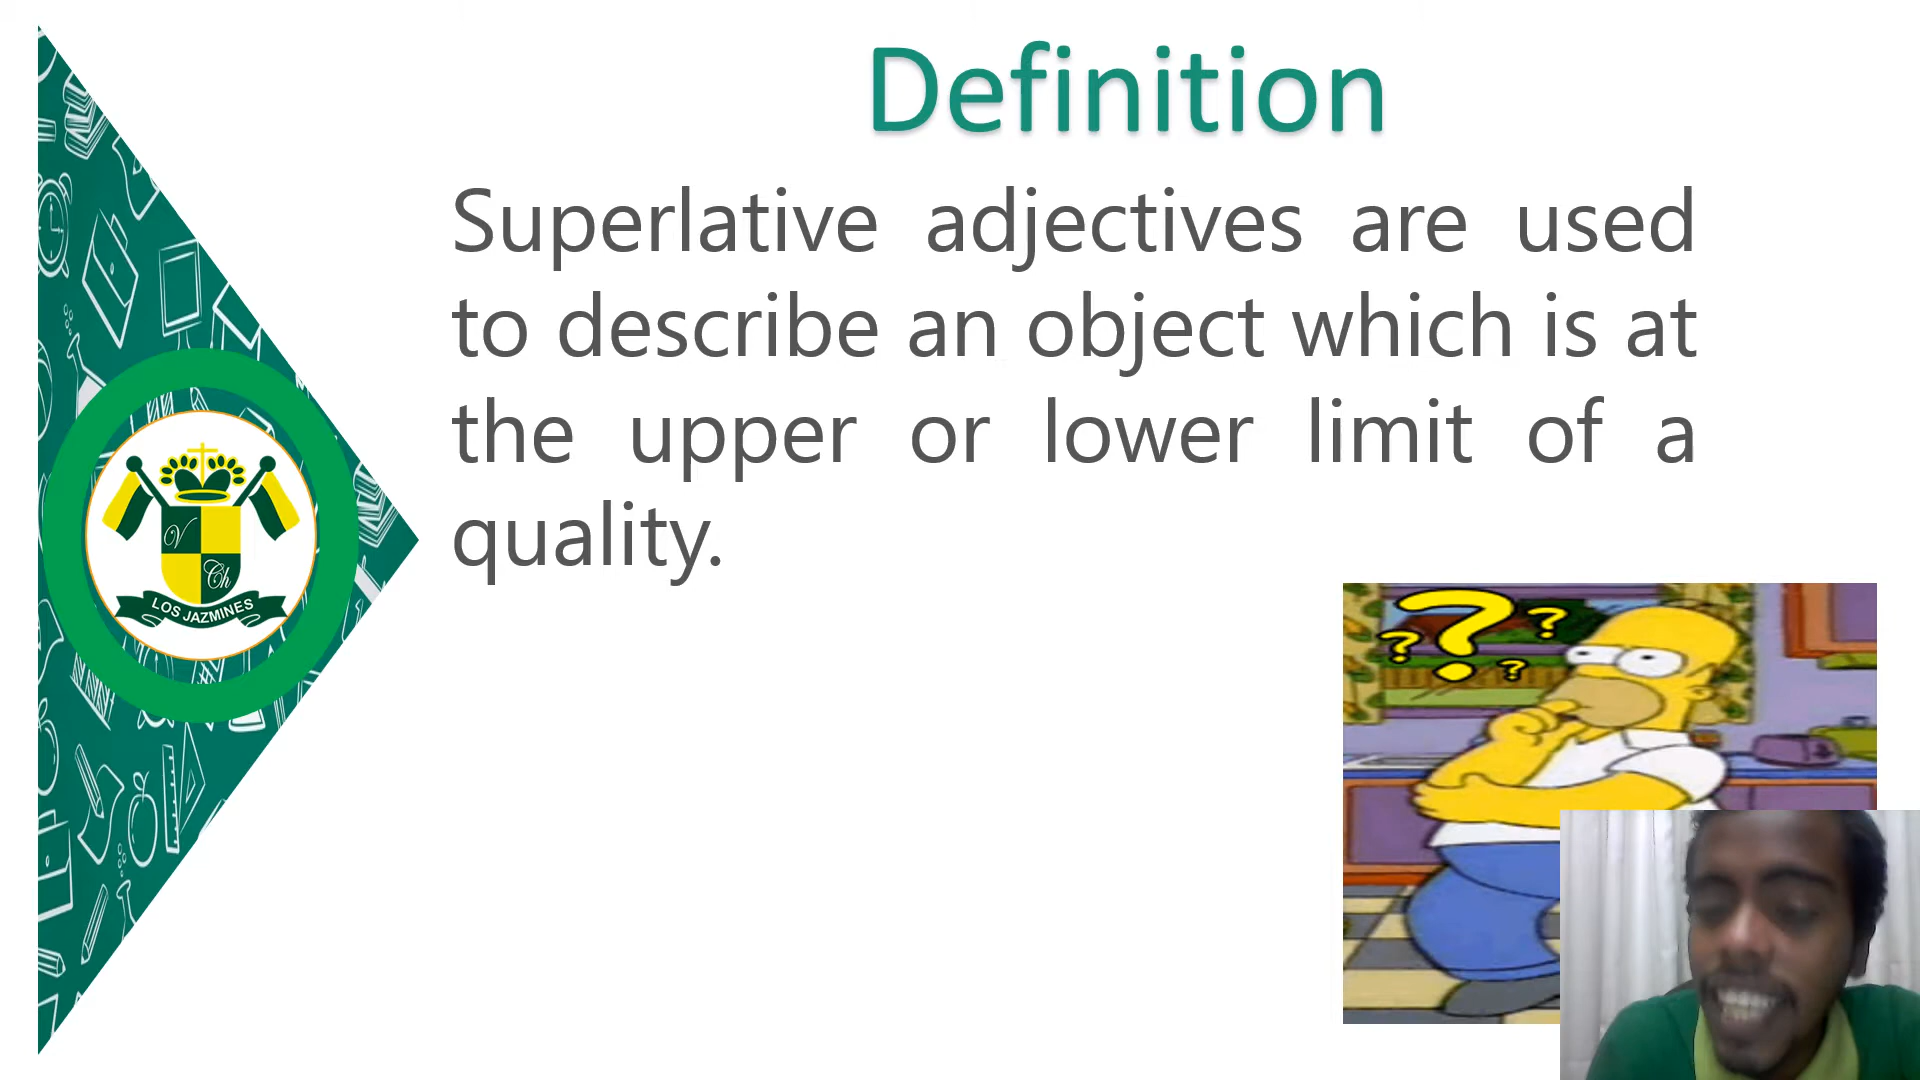 Definition
Superlative adjectives are used
to describe an object which is at
the upper or lower limit of a
quality.
V
Ch
LOS JAZMINES
? ? ? ?